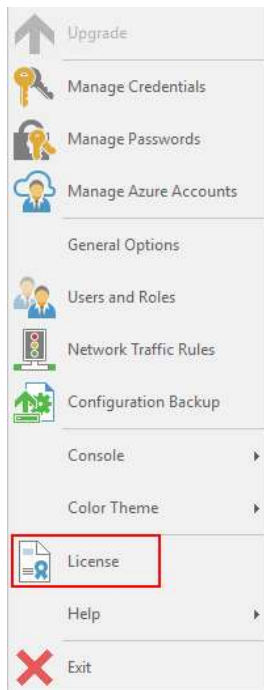 Upgrade
Manage Credentials
Manage Passwords
Manage Azure Accounts
General Options
Users and Roles
Network Traffic Rules
Configuration Backup
Console
Color Theme
License
Help
Exit